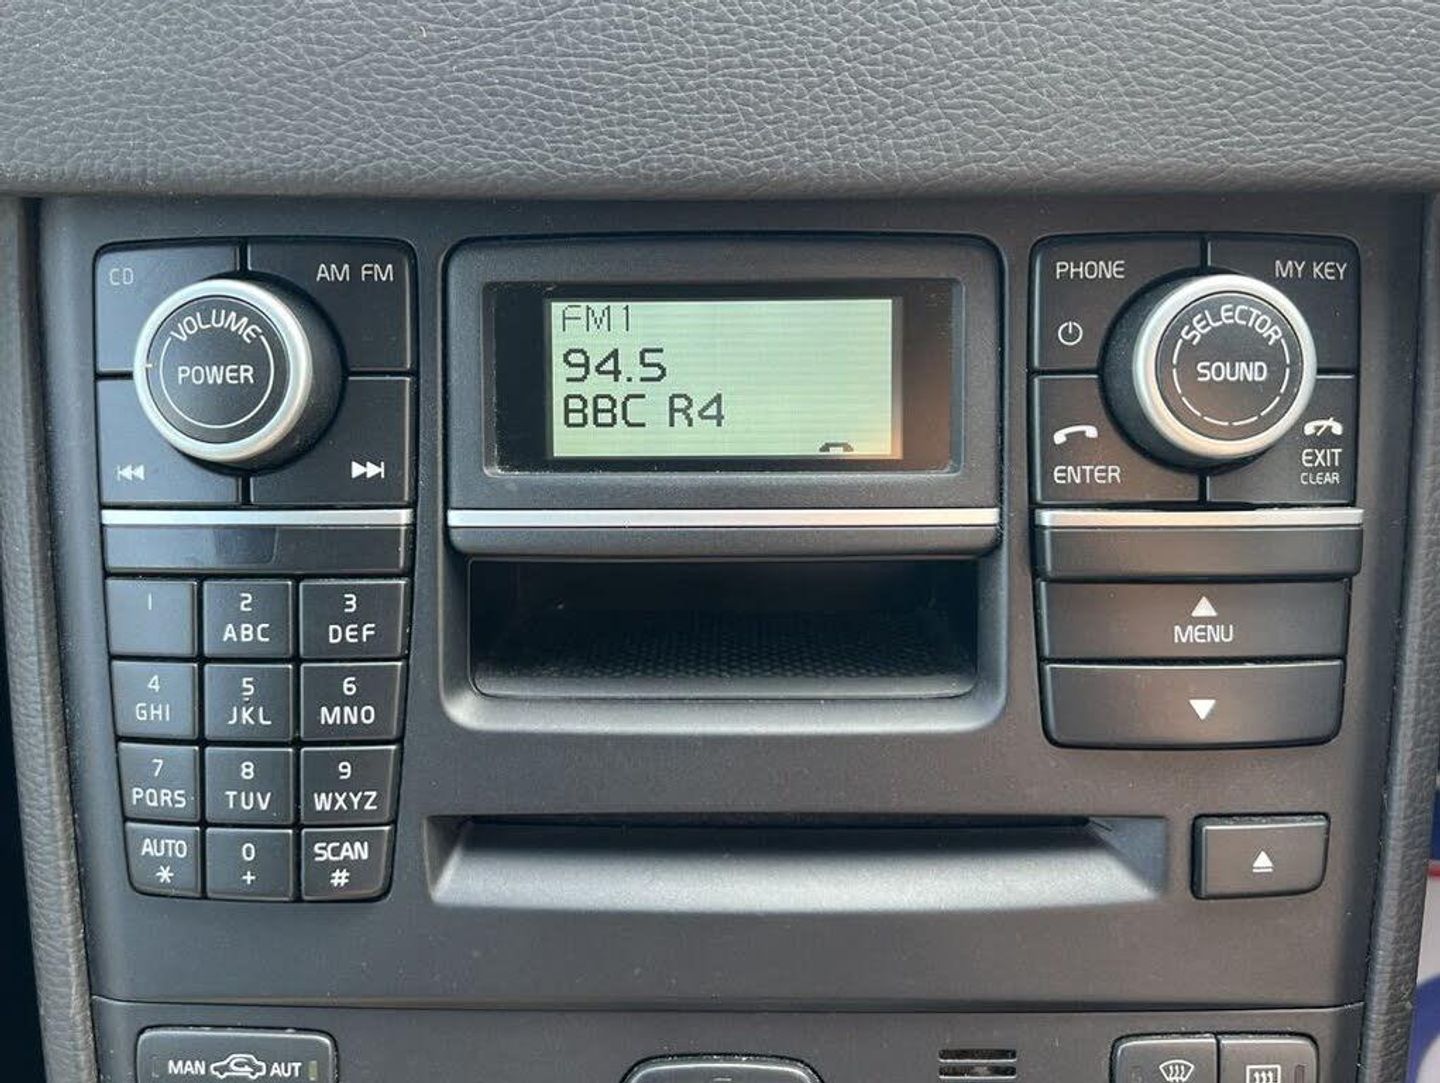 CD
AM FM
VOLUME
POWER
FM1
94.5
BBC R4
PHONE
MY KEY
SELECTOR
SOUND
ENTER
EXIT
CLEAR
1
2
ABC
3
DEF
4
GHI
5
JKL
6
MNO
7
PQRS
8
TUV
9
WXYZ
AUTO
*
0
+
SCAN
#
MENU
MAN AUT